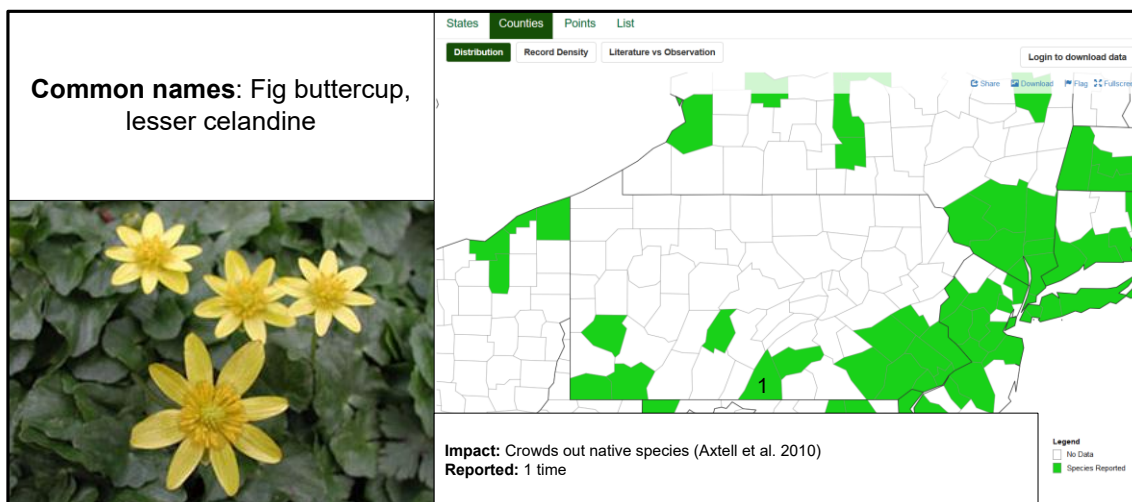 Common names: Fig buttercup,
lesser celandine
States Counties Points List
Distribution Record Density Literature vs Observation
Login to download data
Share Download Flag Fullscreen
1
Impact: Crowds out native species (Axtell et al. 2010)
Reported: 1 time
Legend
No Data
Species Reported